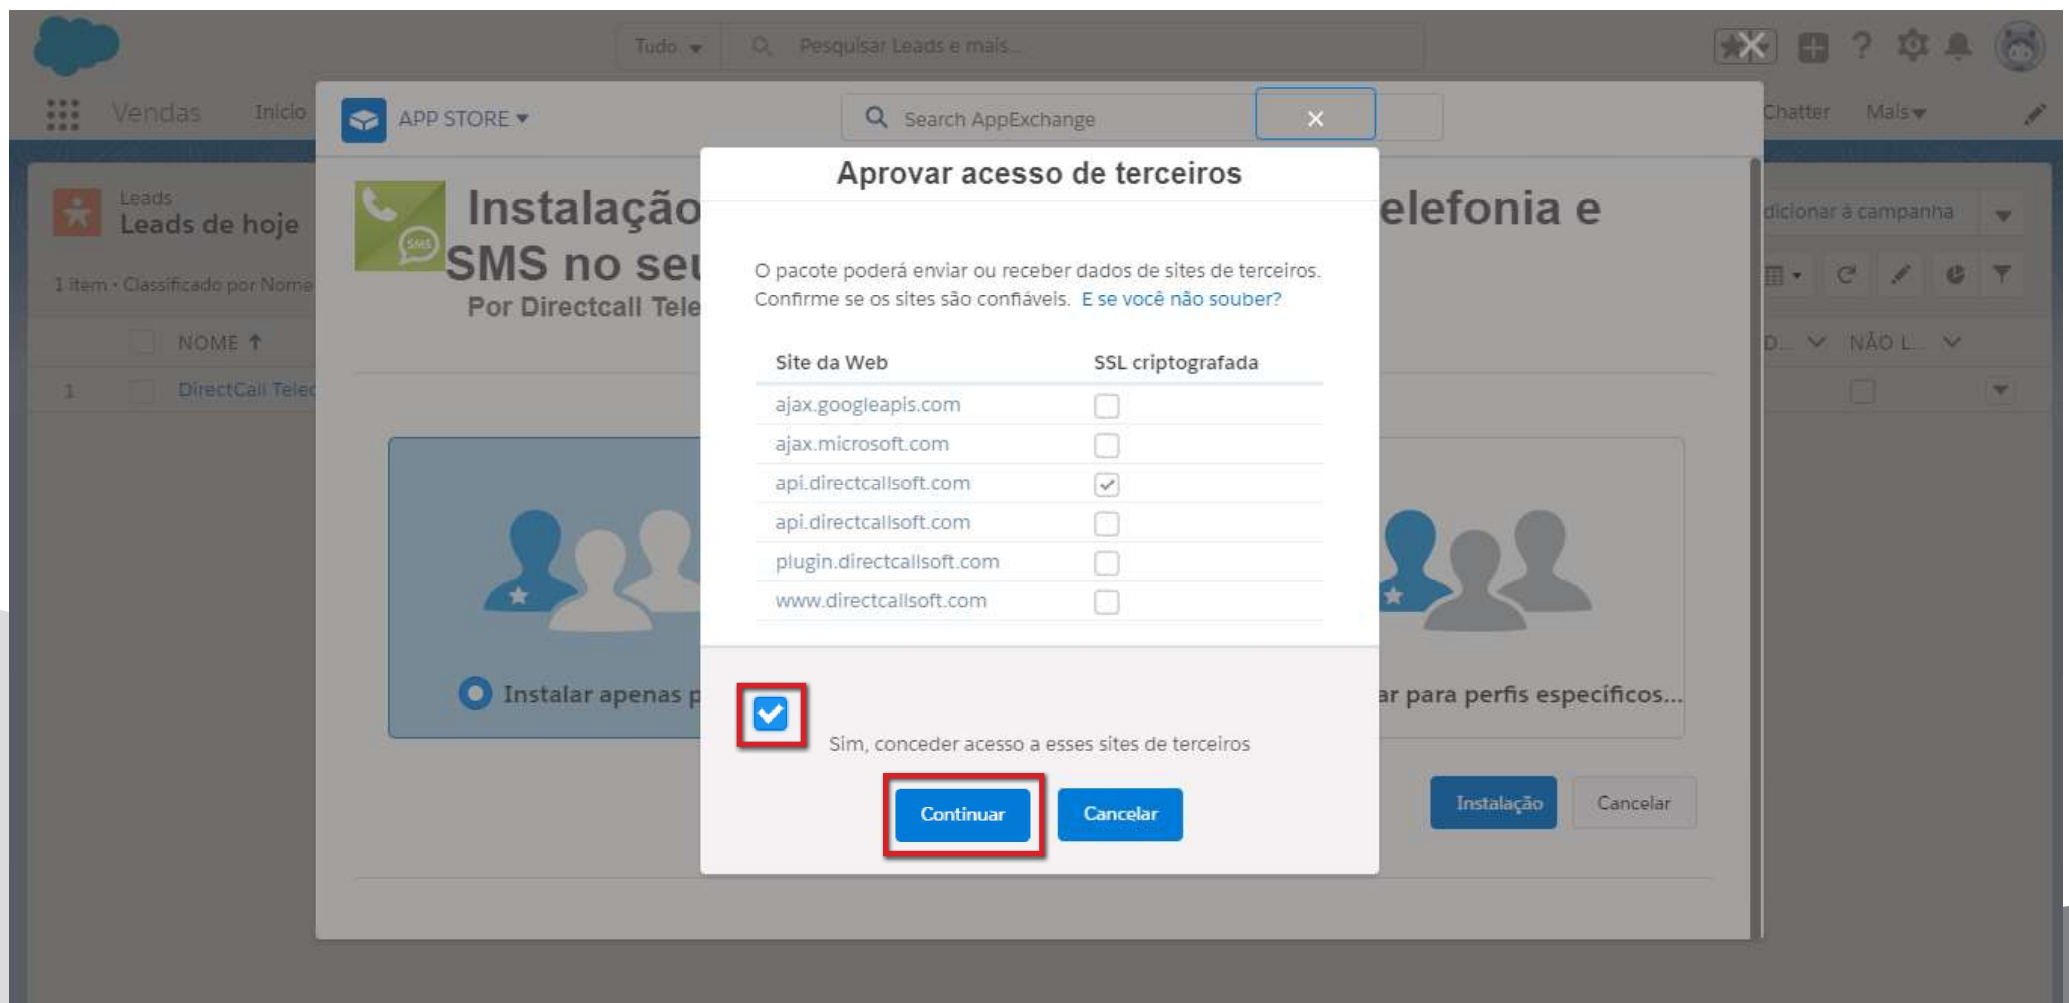 Tudo
Pesquisar Leads e mais...
Vendas
Início
Chatter
Mais
APP STORE
Search AppExchange
Leads
Leads de hoje
1 item • Classificado por Nome
NOME
NÃO L...
1
DirectCall Telec
dicionar à campanha
D...
Instalação
elefonia e
SMS no seu
Por Directcall Tele
Instalar apenas p
ar para perfis específicos...
Instalação
Cancelar
Aprovar acesso de terceiros
O pacote poderá enviar ou receber dados de sites de terceiros.
Confirme se os sites são confiáveis. E se você não souber?
Site da Web
SSL criptografada
ajax.googleapis.com
ajax.microsoft.com
api.directcallsoft.com
api.directcallsoft.com
plugin.directcallsoft.com
www.directcallsoft.com
Sim, conceder acesso a esses sites de terceiros
Continuar
Cancelar
SMS